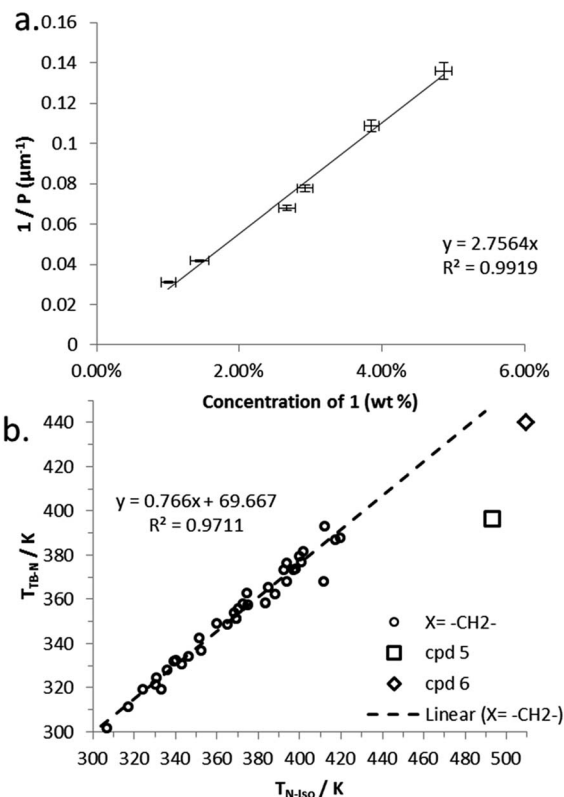 a.
0.16
0.14
0.12
0.1
0.08
0.06
0.04
0.02
0
1 / P (µm⁻¹)
y = 2.7564x
R² = 0.9919
0.00%
2.00%
4.00%
6.00%
Concentration of 1 (wt %)
b.
440
420
400
380
360
340
320
300
T_TB-N / K
y = 0.766x + 69.667
R² = 0.9711
X= -CH2-
cpd 5
cpd 6
Linear (X= -CH2-)
300 320 340 360 380 400 420 440 460 480 500
T_N-Iso / K